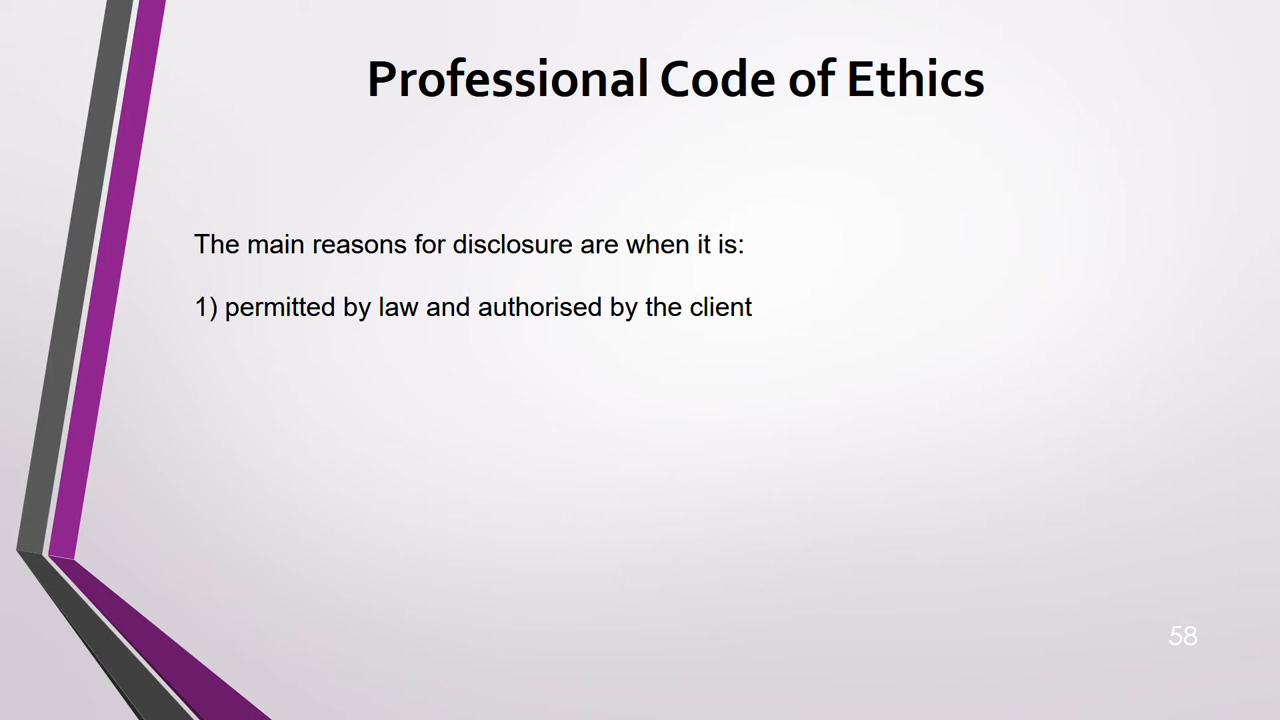 Professional Code of Ethics
The main reasons for disclosure are when it is:
1) permitted by law and authorised by the client
58